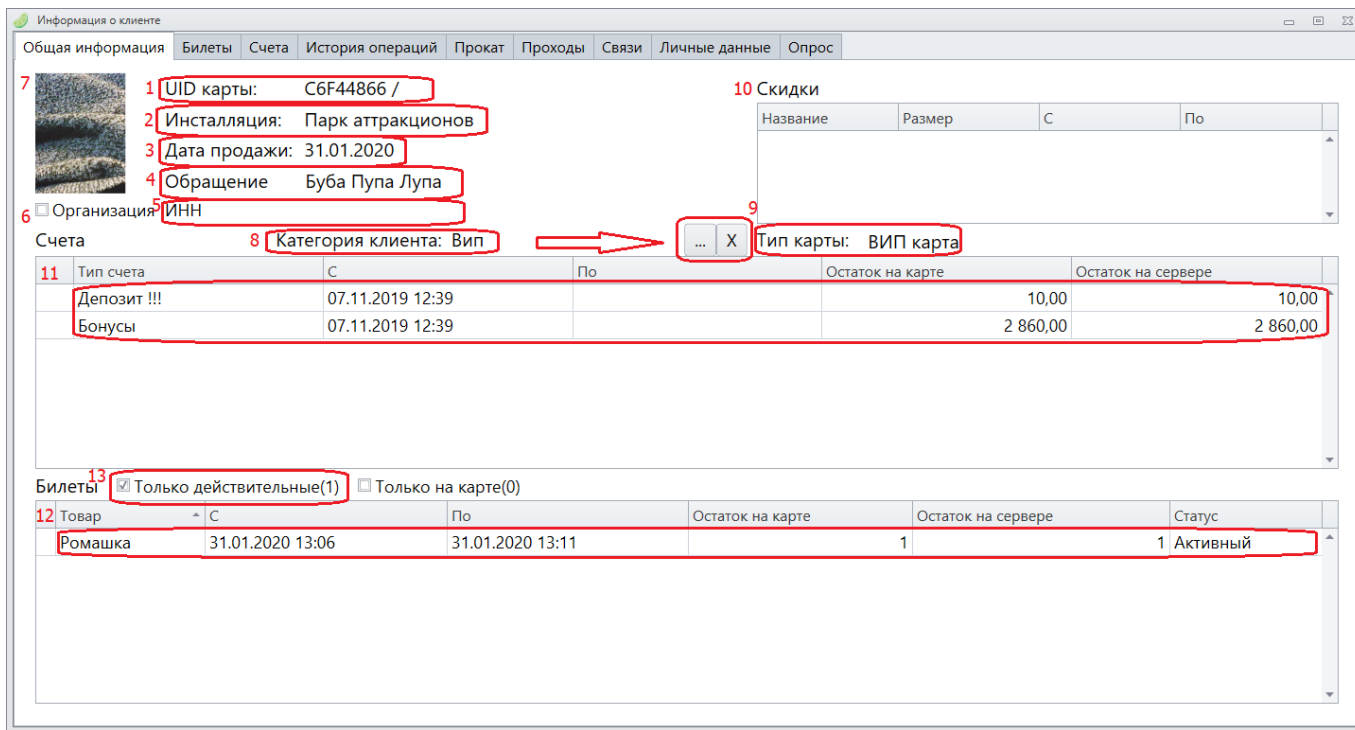 Информация о клиенте
Общая информация Билеты Счета История операций Прокат Проходы Связи Личные данные Опрос
7 1 UID карты: C6F44866 / 10 Скидки
2 Инсталляция: Парк аттракционов Название Размер С По
3 Дата продажи: 31.01.2020
4 Обращение Буба Пупа Лупа
6 Организация 5 ИНН
Счета 8 Категория клиента: Вип ... X 9 Тип карты: ВИП карта
11 Тип счета С По Остаток на карте Остаток на сервере
Депозит !!! 07.11.2019 12:39 10,00 10,00
Бонусы 07.11.2019 12:39 2 860,00 2 860,00
Билеты 13 Только действительные(1) Только на карте(0)
12 Товар С По Остаток на карте Остаток на сервере Статус
Ромашка 31.01.2020 13:06 31.01.2020 13:11 1 1 Активный